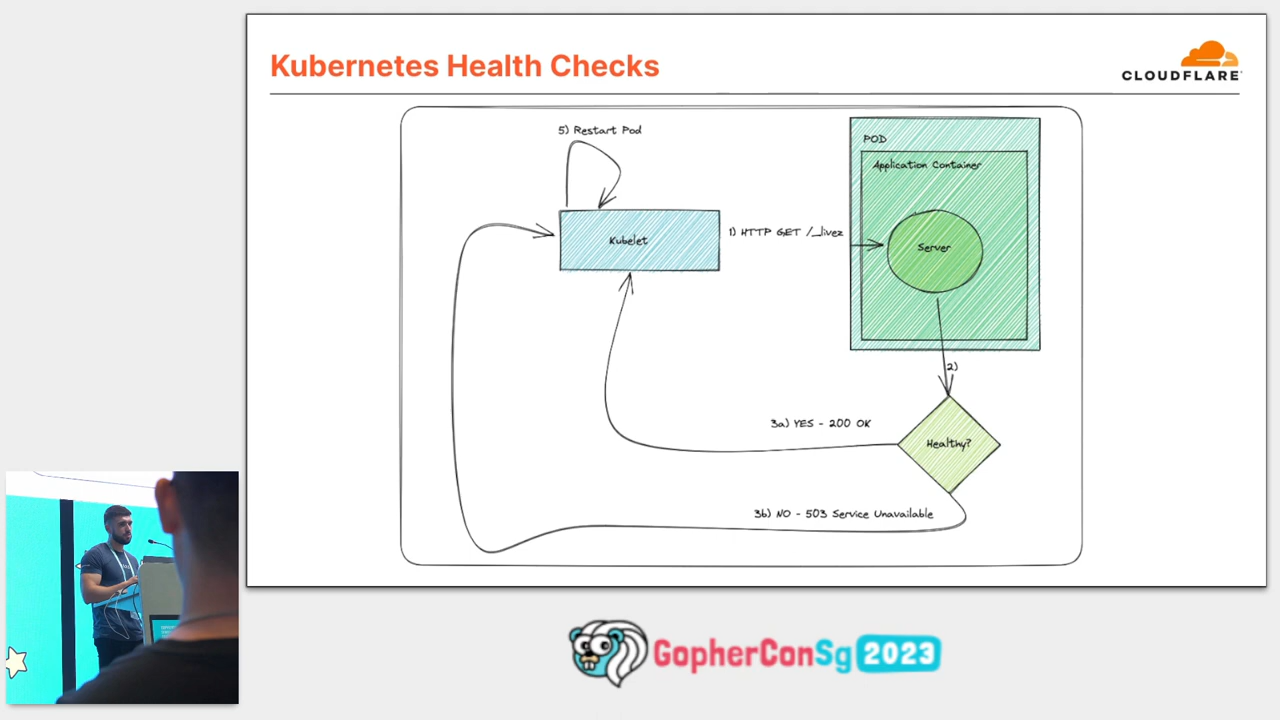 Kubernetes Health Checks
CLOUDFLARE
5) Restart Pod
POD
Application Container
Kubelet
1) HTTP GET /_livez
Server
2)
3a) YES - 200 OK
Healthy?
3b) NO - 503 Service Unavailable
GopherConSg 2023